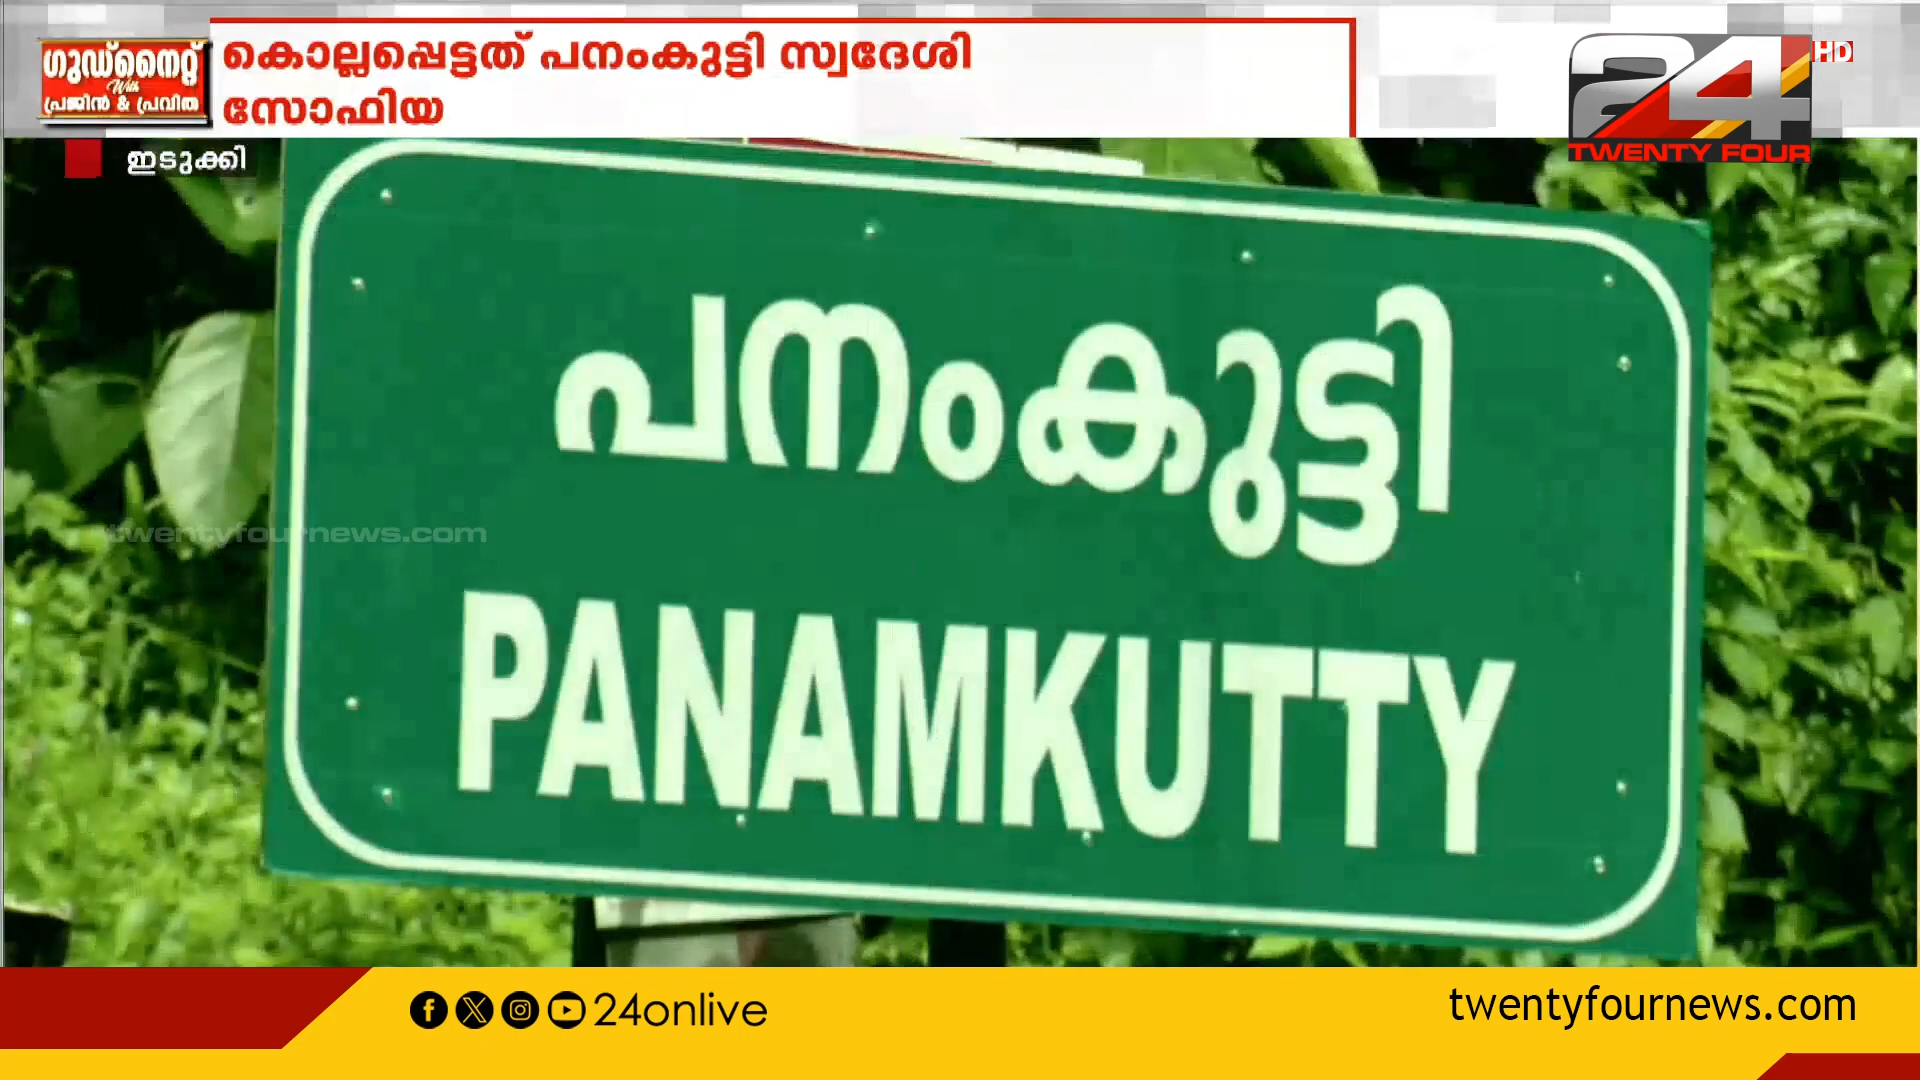 ഗുഡ്നൈറ്റ്
With
പ്രജിൻ & പ്രവിത
കൊല്ലപ്പെട്ടത് പനംകുട്ടി സ്വദേശി
സോഫിയ
24 HD
TWENTY FOUR
ഇടുക്കി
പനംകുട്ടി
twentyfournews.com
PANAMKUTTY
24onlive
twentyfournews.com